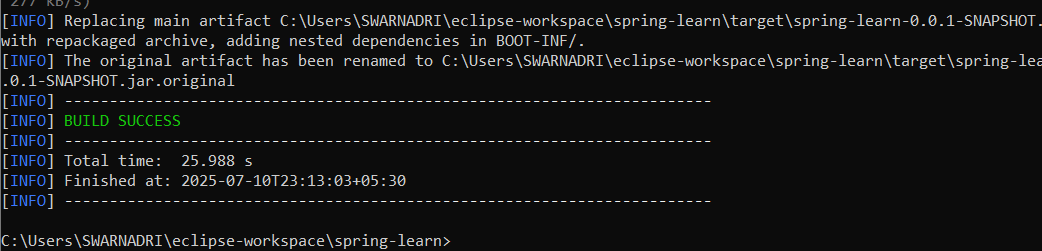 277 kB/s)
[INFO] Replacing main artifact C:\Users\SWARNADRI\eclipse-workspace\spring-learn\target\spring-learn-0.0.1-SNAPSHOT.
with repackaged archive, adding nested dependencies in BOOT-INF/.
[INFO] The original artifact has been renamed to C:\Users\SWARNADRI\eclipse-workspace\spring-learn\target\spring-lea
.0.1-SNAPSHOT.jar.original
[INFO] ------------------------------------------------------------------------
[INFO] BUILD SUCCESS
[INFO] ------------------------------------------------------------------------
[INFO] Total time:  25.988 s
[INFO] Finished at: 2025-07-10T23:13:03+05:30
[INFO] ------------------------------------------------------------------------
C:\Users\SWARNADRI\eclipse-workspace\spring-learn>